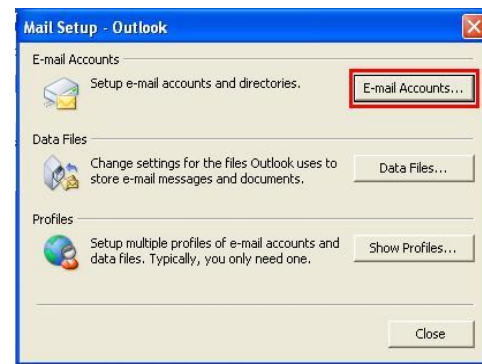 Mail Setup - Outlook
E-mail Accounts
Setup e-mail accounts and directories.
E-mail Accounts...
Data Files
Change settings for the files Outlook uses to
store e-mail messages and documents.
Data Files...
Profiles
Setup multiple profiles of e-mail accounts and
data files. Typically, you only need one.
Show Profiles...
Close